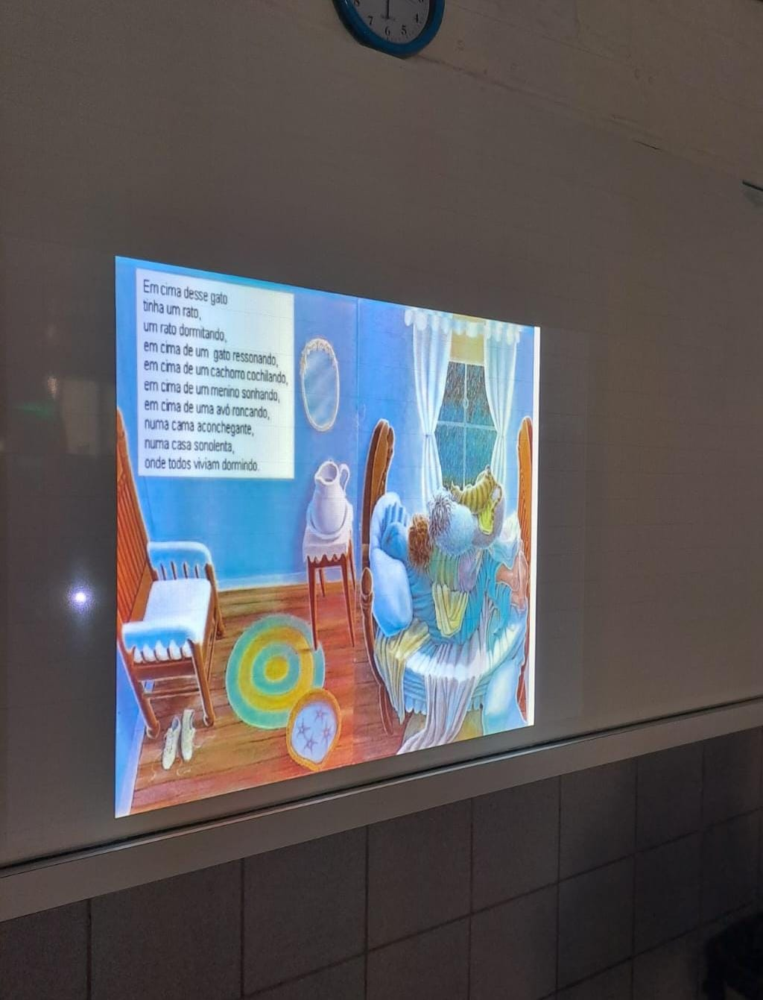 8 4
7 5
6
Em cima desse gato
tinha um rato,
um rato dormitando,
em cima de um gato ressonando,
em cima de um cachorro cochilando,
em cima de um menino sonhando,
em cima de uma avó roncando,
numa cama aconchegante,
numa casa sonolenta,
onde todos viviam dormindo.